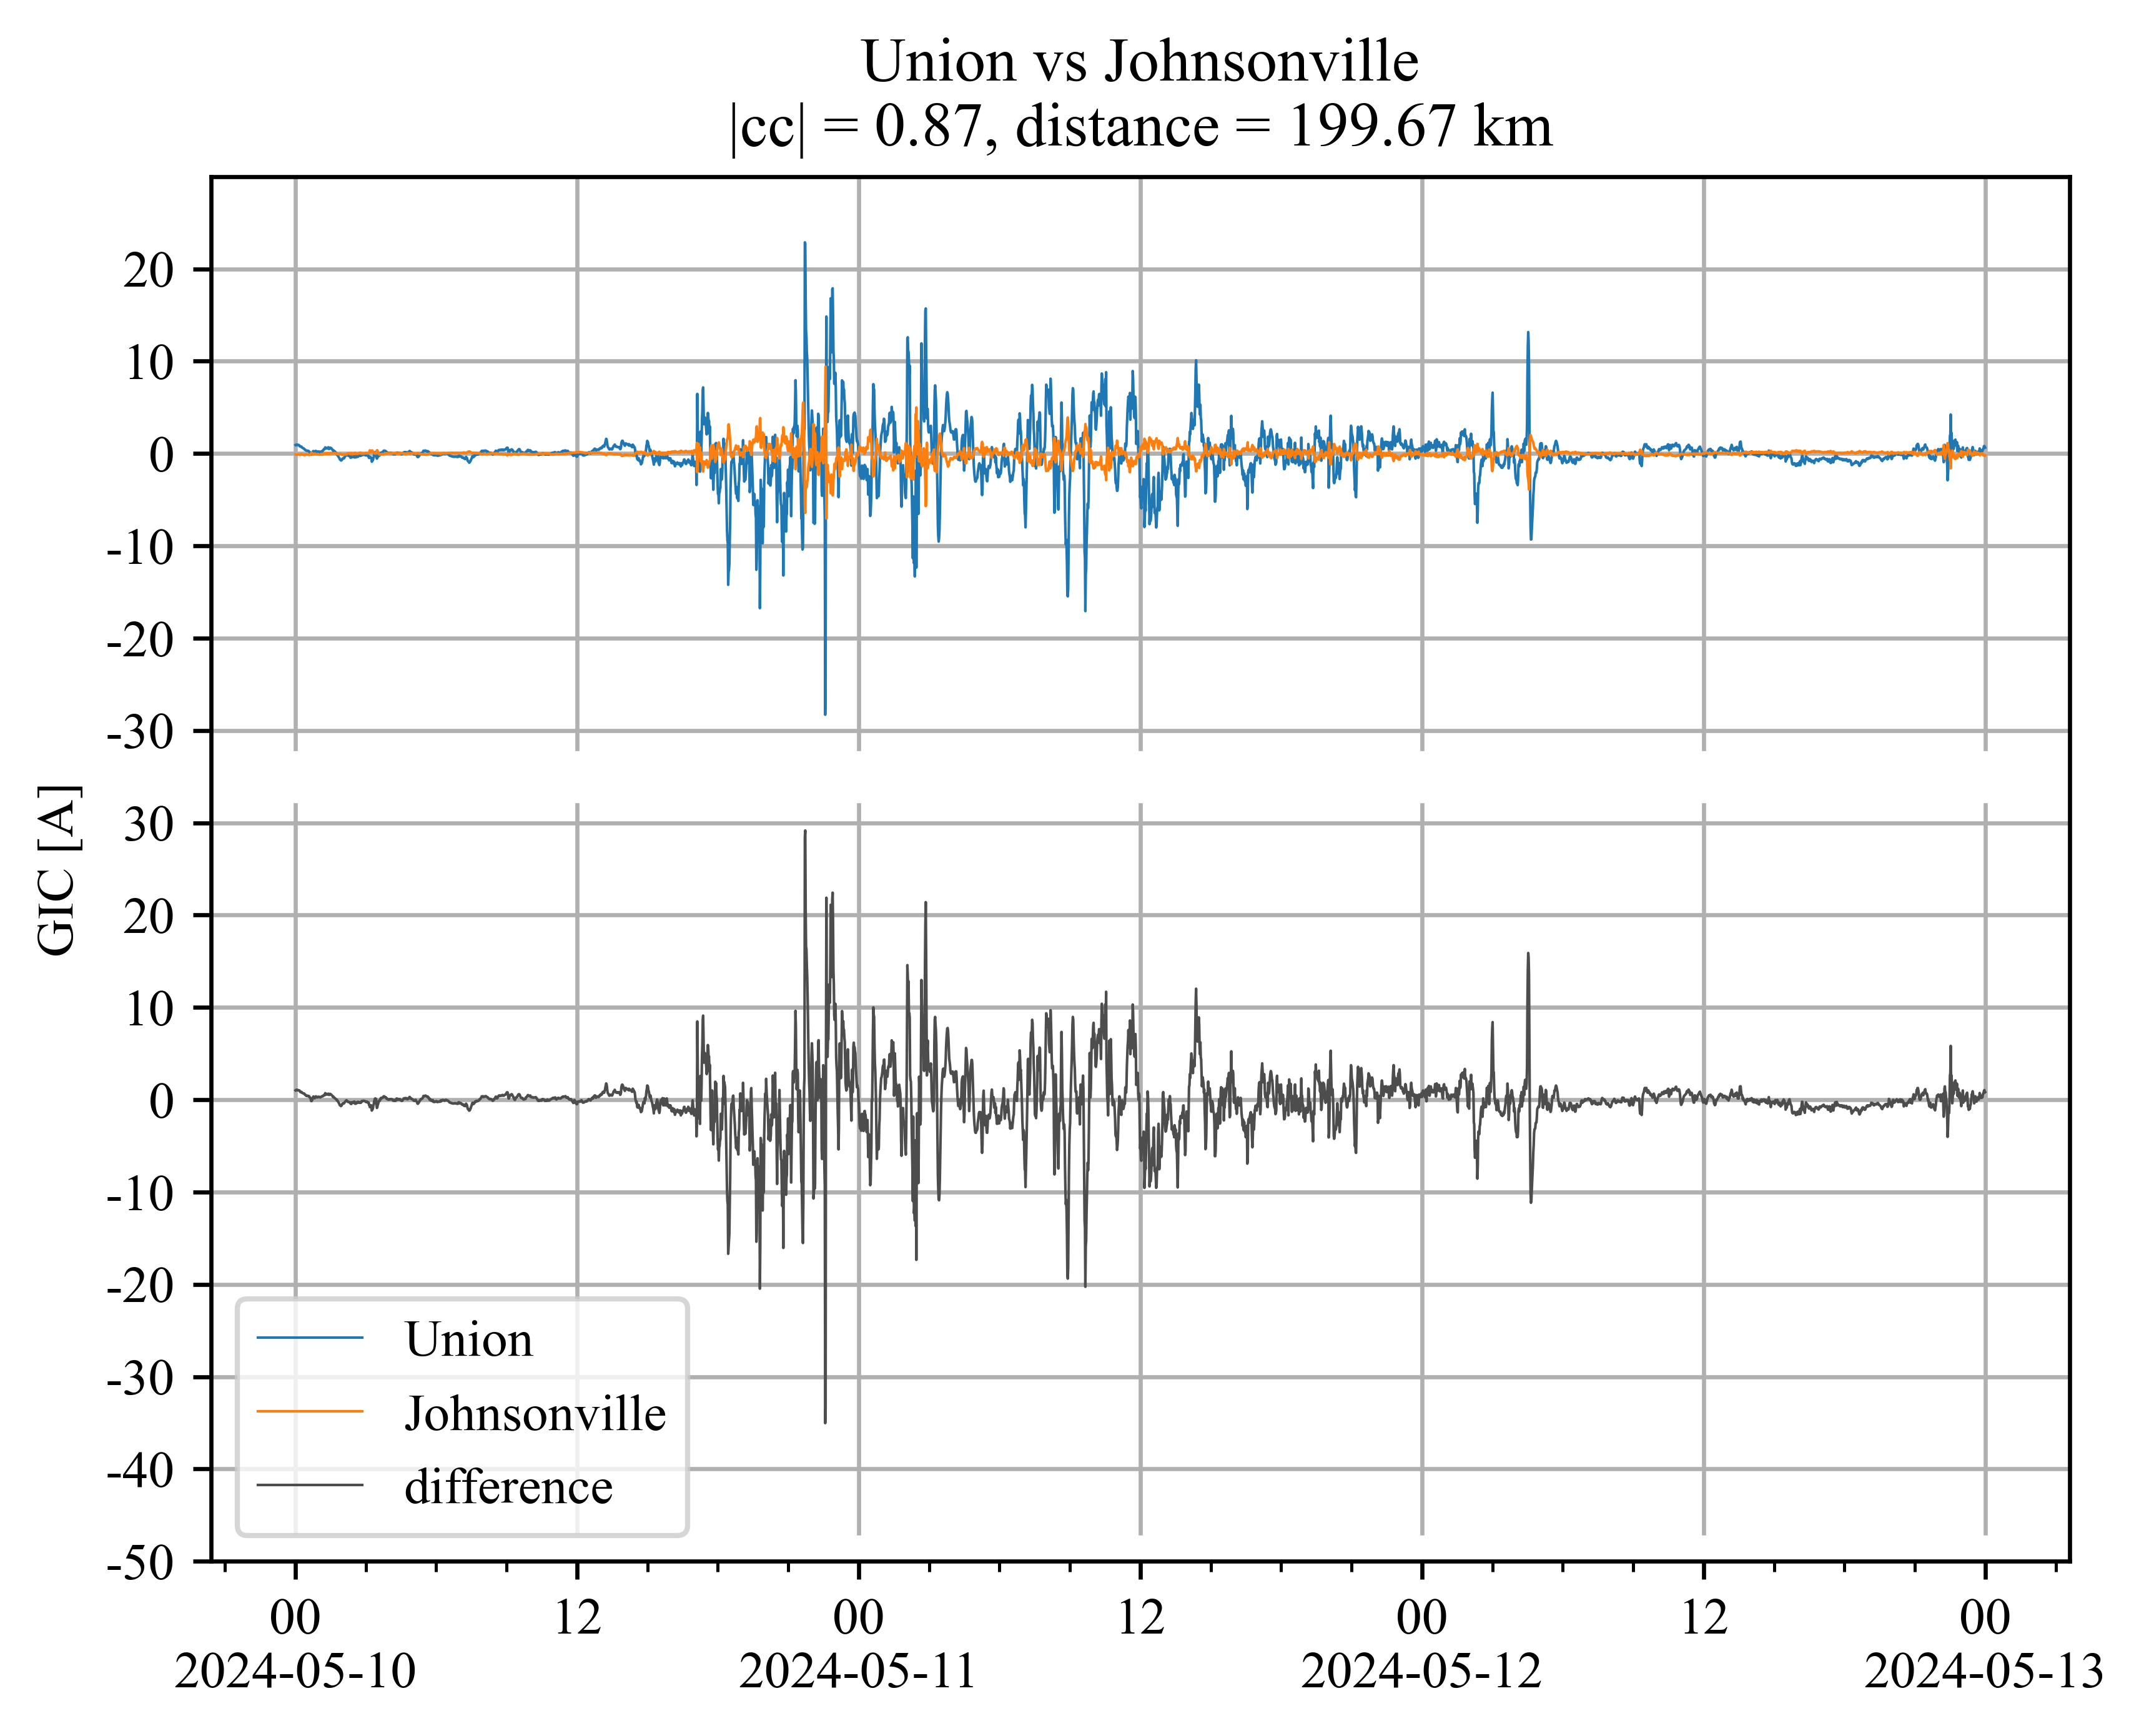 Union vs Johnsonville
|cc| = 0.87, distance = 199.67 km
GIC [A]
20
10
0
-10
-20
-30
30
20
10
0
-10
-20
-30
-40
-50
Union
Johnsonville
difference
00 12 00 12 00 12 00
2024-05-10 2024-05-11 2024-05-12 2024-05-13